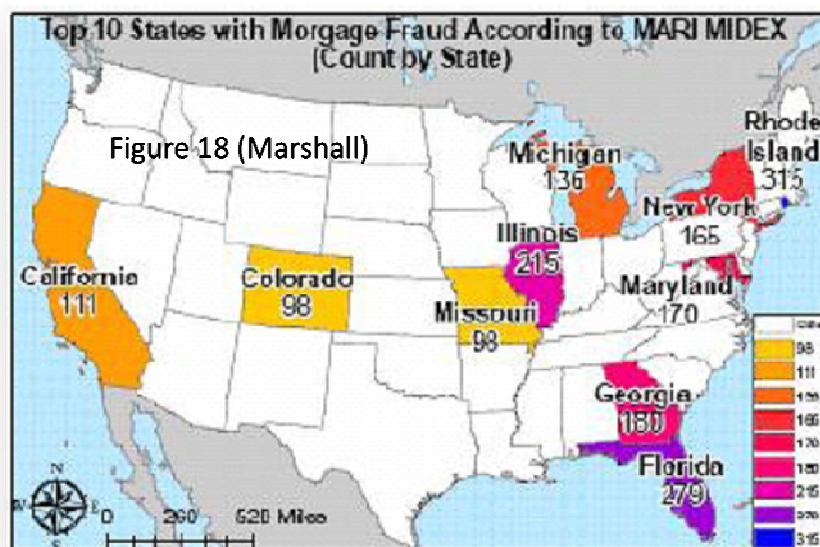 Top 10 States with Morgage Fraud According to MARI MIDEX
(Count by State)
Figure 18 (Marshall)
Rhode
Island
315
Michigan
136
New York
165
Illinois
215
California
111
Colorado
98
Maryland
170
Missouri
98
Georgia
180
Florida
279
98
111
165
170
180
215
315
N
W
E
S
0 260 520 Miles